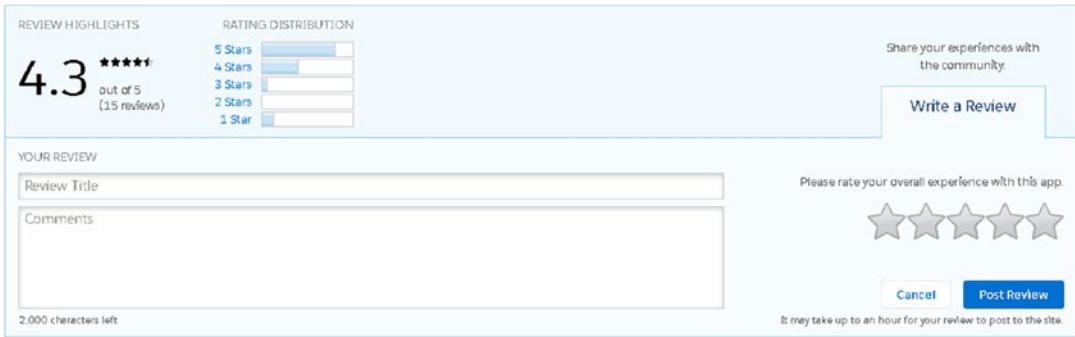 REVIEW HIGHLIGHTS
4.3
out of 5
(15 reviews)
RATING DISTRIBUTION
5 Stars
4 Stars
3 Stars
2 Stars
1 Star
Share your experiences with
the community.
Write a Review
YOUR REVIEW
Review Title
Comments
2,000 characters left
Please rate your overall experience with this app.
Cancel
Post Review
It may take up to an hour for your review to post to the site.